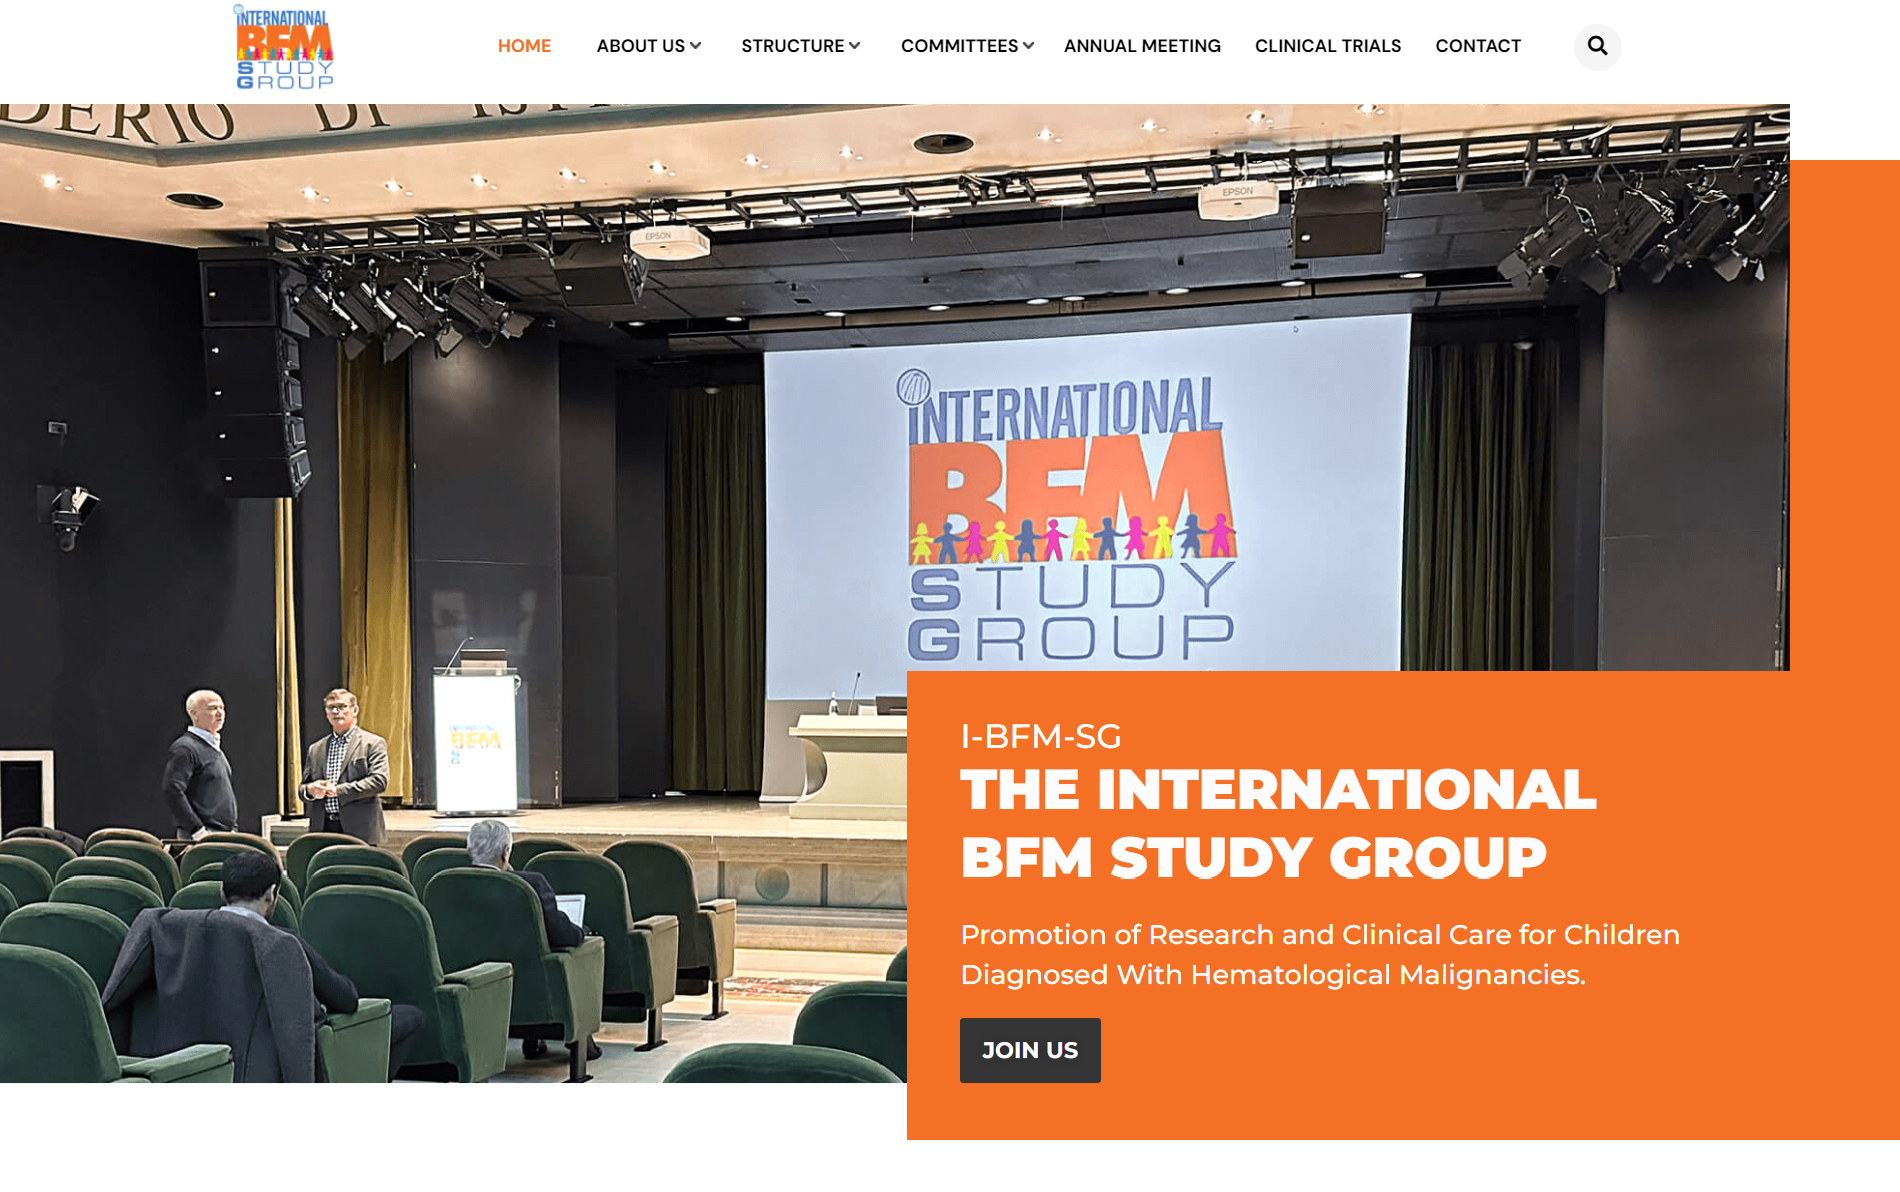 INTERNATIONAL
BFM
STUDY
GROUP
HOME ABOUT US STRUCTURE COMMITTEES ANNUAL MEETING CLINICAL TRIALS CONTACT
DERIO DI
EPSON
EPSON
INTERNATIONAL
BFM
STUDY
GROUP
INTERNATIONAL
BFM
S
G
I-BFM-SG
THE INTERNATIONAL
BFM STUDY GROUP
Promotion of Research and Clinical Care for Children
Diagnosed With Hematological Malignancies.
JOIN US